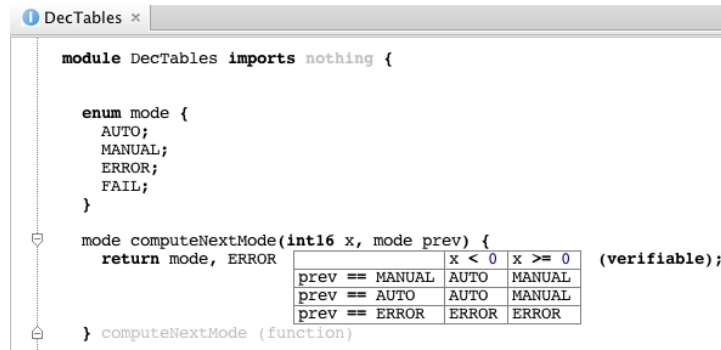 DecTables ×
module DecTables imports nothing {
enum mode {
AUTO;
MANUAL;
ERROR;
FAIL;
}
mode computeNextMode(int16 x, mode prev) {
return mode, ERROR x < 0 x >= 0 (verifiable);
prev == MANUAL AUTO MANUAL
prev == AUTO AUTO MANUAL
prev == ERROR ERROR ERROR
} computeNextMode (function)